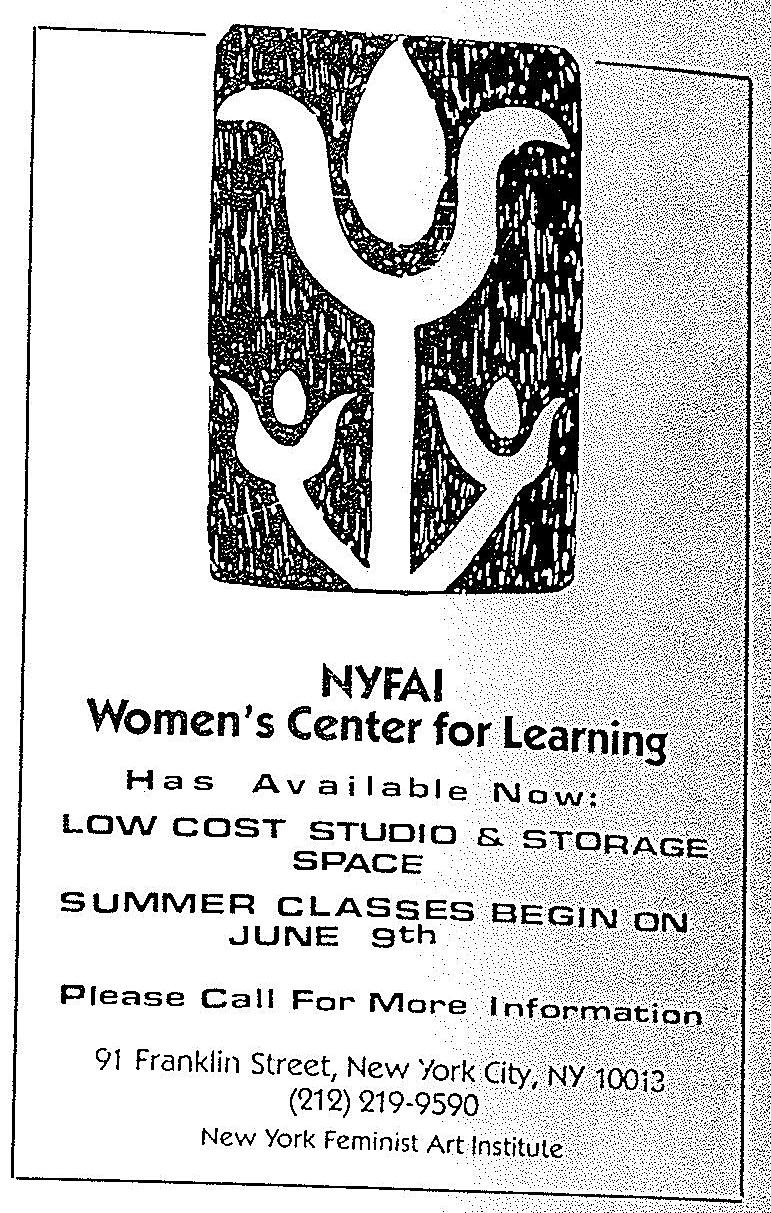 NYFAI
Women's Center for Learning
Has Available Now:
LOW COST STUDIO & STORAGE
SPACE
SUMMER CLASSES BEGIN ON
JUNE 9th
Please Call For More Information
91 Franklin Street, New York City, NY 10013
(212) 219-9590
New York Feminist Art Institute